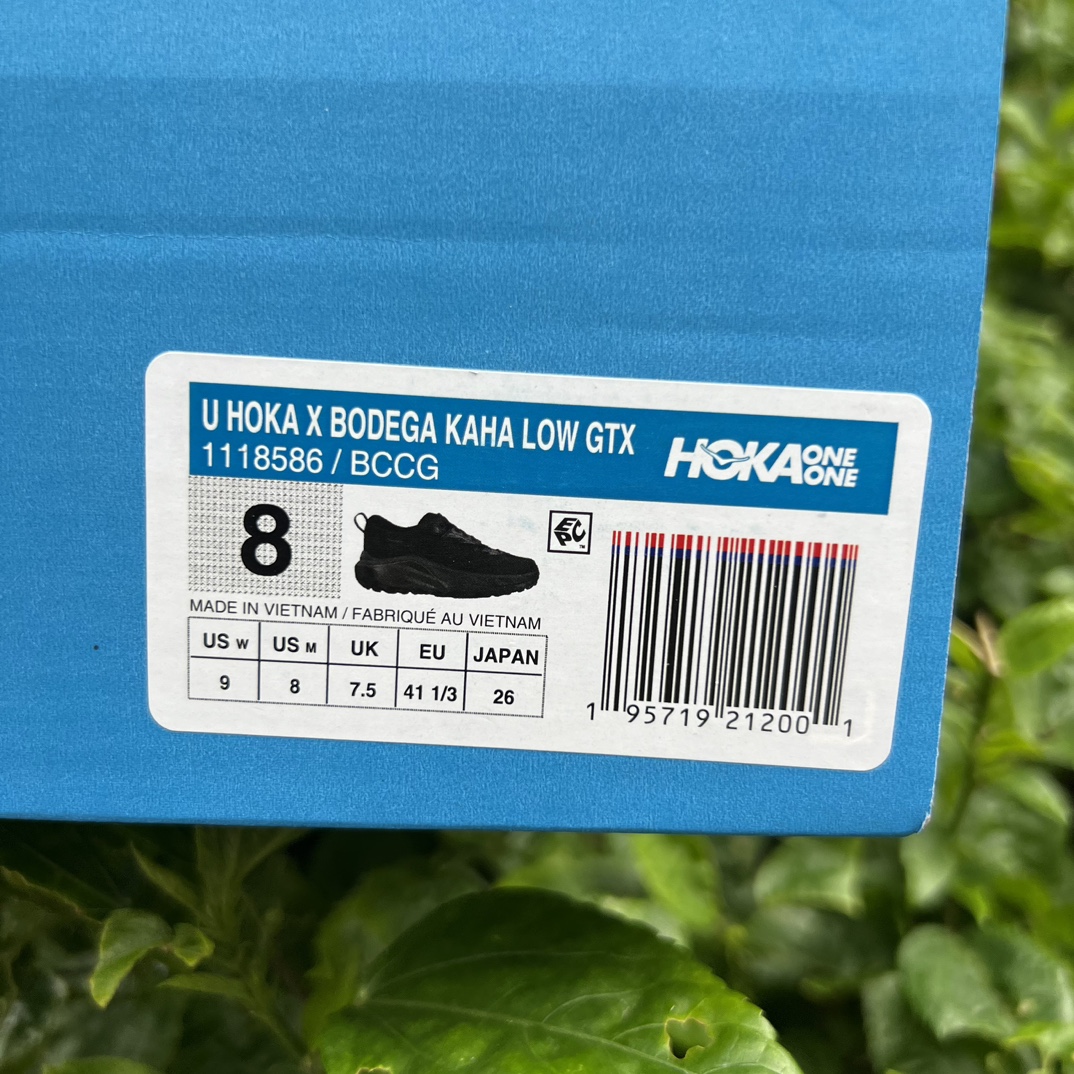 U HOKA X BODEGA KAHA LOW GTX
1118586 / BCCG
HOKA ONE ONE
8
EPC™
MADE IN VIETNAM / FABRIQUÉ AU VIETNAM
US W US M UK EU JAPAN
9 8 7.5 41 1/3 26
1 95719 21200 1